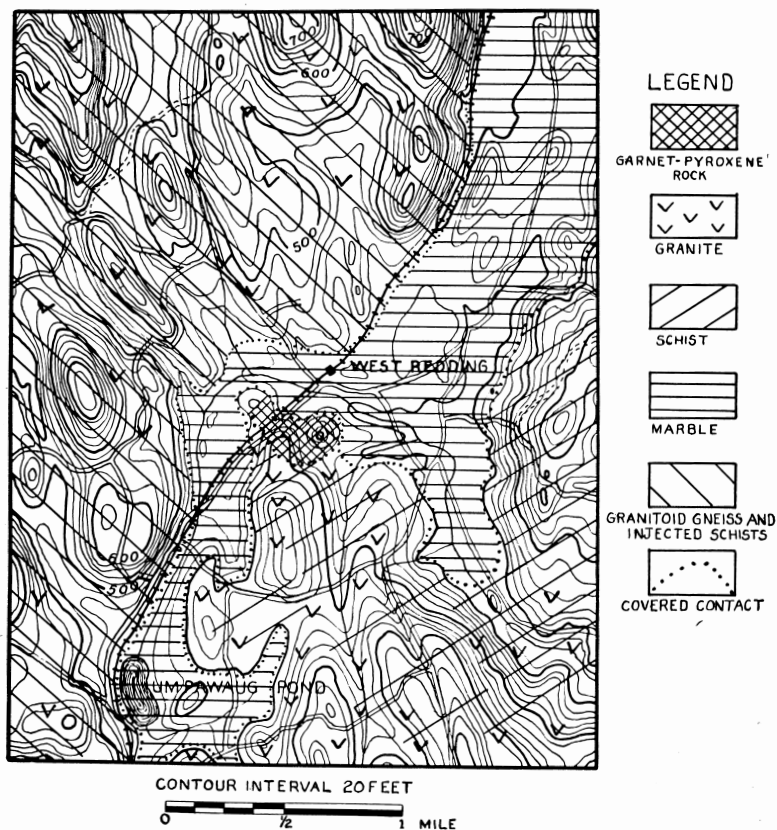 700
700
600
500
WEST REDDING
600
500
UMPAWAUG POND
LEGEND
GARNET-PYROXENE
ROCK
GRANITE
SCHIST
MARBLE
GRANITOID GNEISS AND
INJECTED SCHISTS
COVERED CONTACT
CONTOUR INTERVAL 20 FEET
0 1/2 1 MILE